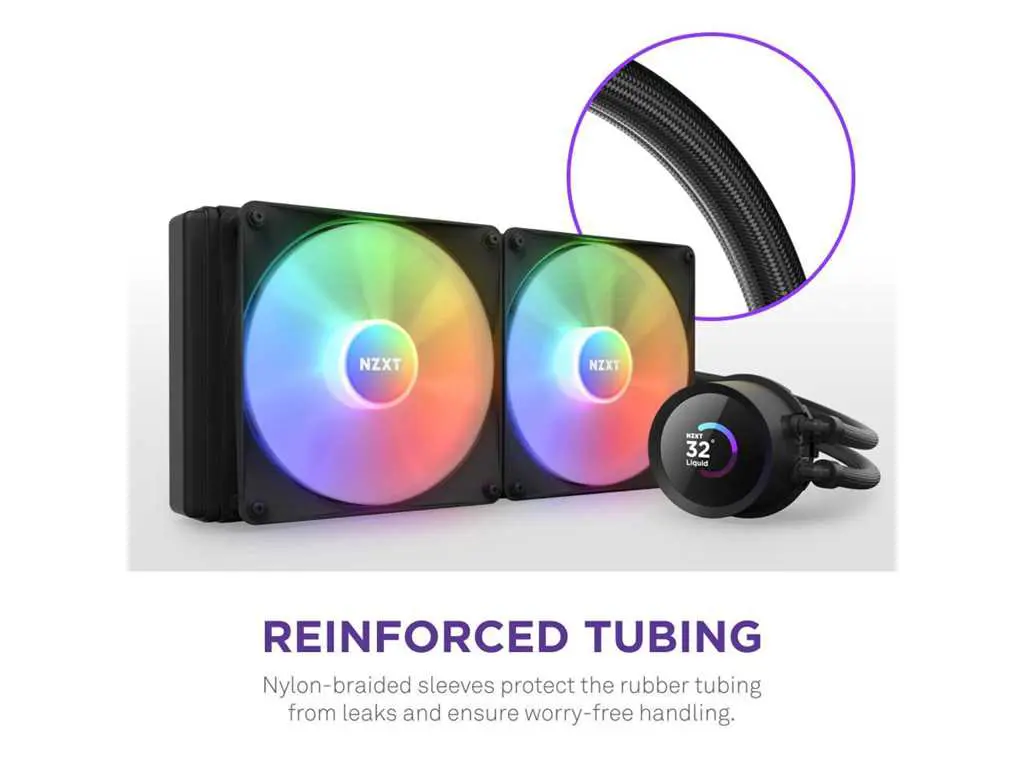 NZXT
NZXT
NZXT
32°
Liquid
REINFORCED TUBING
Nylon-braided sleeves protect the rubber tubing
from leaks and ensure worry-free handling.